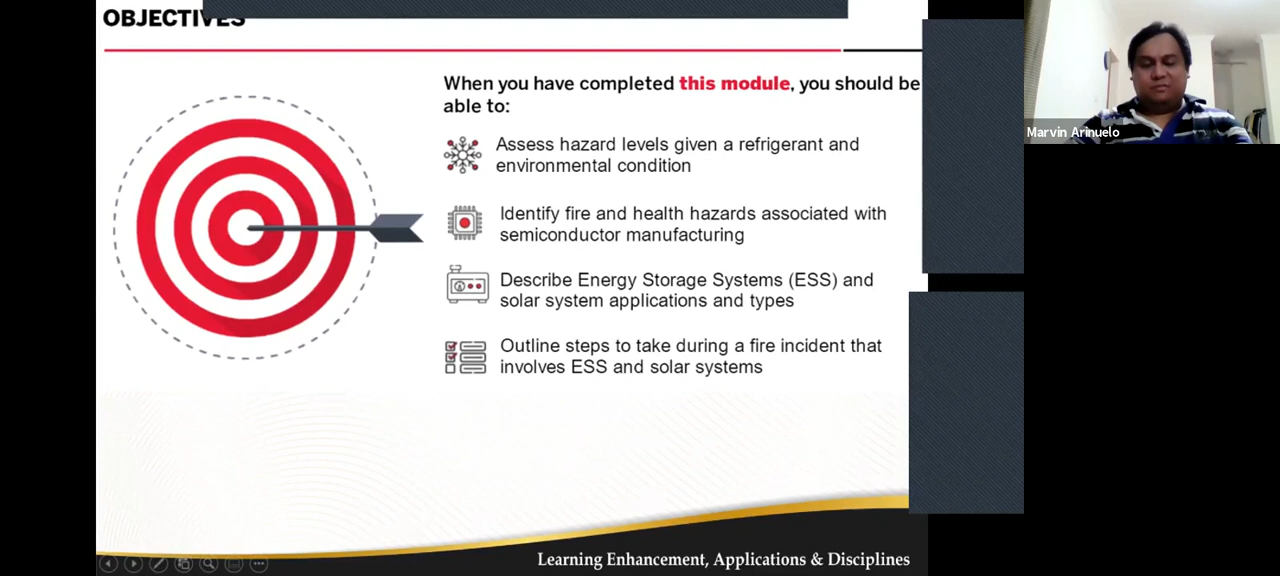 OBJECTIVES
When you have completed this module, you should be
able to:
Assess hazard levels given a refrigerant and
environmental condition
Identify fire and health hazards associated with
semiconductor manufacturing
Describe Energy Storage Systems (ESS) and
solar system applications and types
Outline steps to take during a fire incident that
involves ESS and solar systems
Learning Enhancement, Applications & Disciplines
Marvin Arinuelo